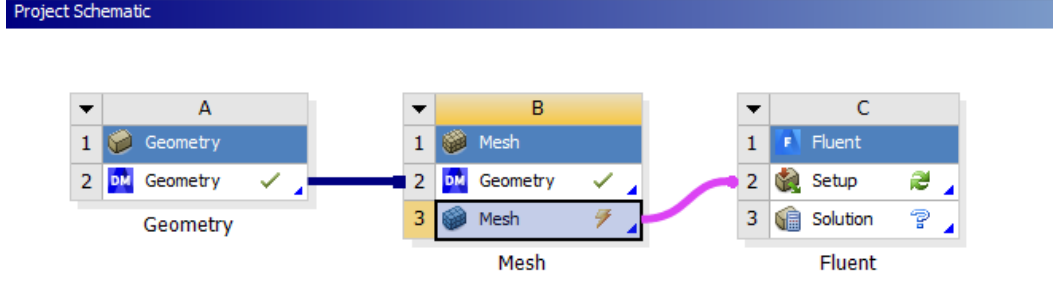 Project Schematic
A B C
1 Geometry 1 Mesh 1 F Fluent
2 DM Geometry 2 DM Geometry 2 Setup
3 Mesh 3 Solution ?
Geometry Mesh Fluent